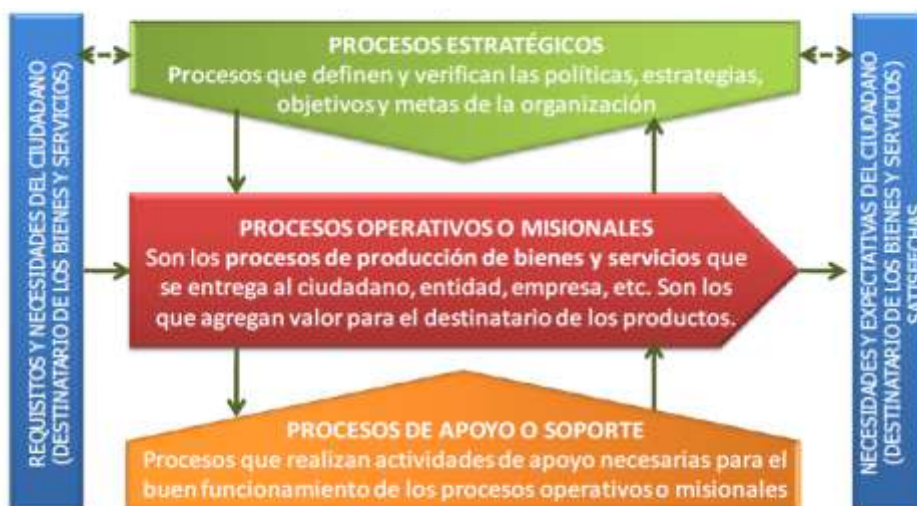 REQUISITOS Y NECESIDADES DEL CIUDADANO
(DESTINATARIO DE LOS BIENES Y SERVICIOS)
PROCESOS ESTRATÉGICOS
Procesos que definen y verifican las políticas, estrategias,
objetivos y metas de la organización
PROCESOS OPERATIVOS O MISIONALES
Son los procesos de producción de bienes y servicios que
se entrega al ciudadano, entidad, empresa, etc. Son los
que agregan valor para el destinatario de los productos.
PROCESOS DE APOYO O SOPORTE
Procesos que realizan actividades de apoyo necesarias para el
buen funcionamiento de los procesos operativos o misionales
NECESIDADES Y EXPECTATIVAS DEL CIUDADANO
(DESTINATARIO DE LOS BIENES Y SERVICIOS )